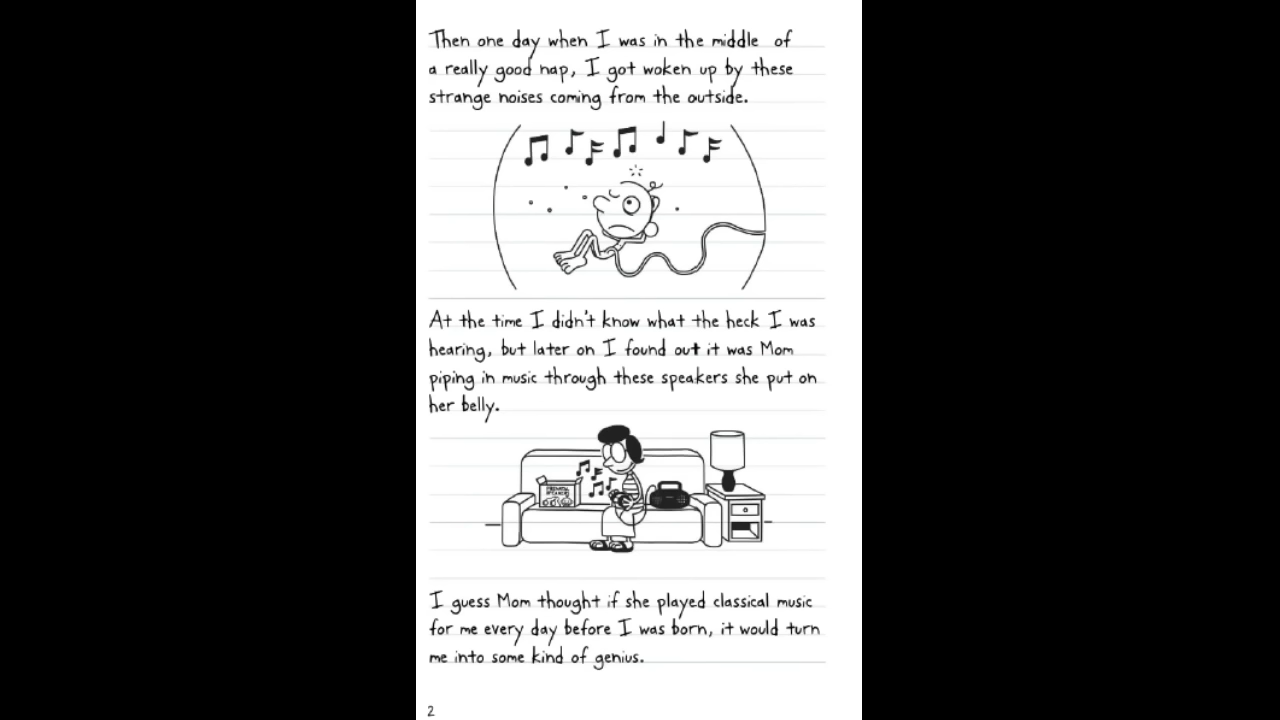 Then one day when I was in the middle of
a really good nap, I got woken up by these
strange noises coming from the outside.
At the time I didn't know what the heck I was
hearing, but later on I found out it was Mom
piping in music through these speakers she put on
her belly.
PRENATAL
SPEAKERS
I guess Mom thought if she played classical music
for me every day before I was born, it would turn
me into some kind of genius.
2